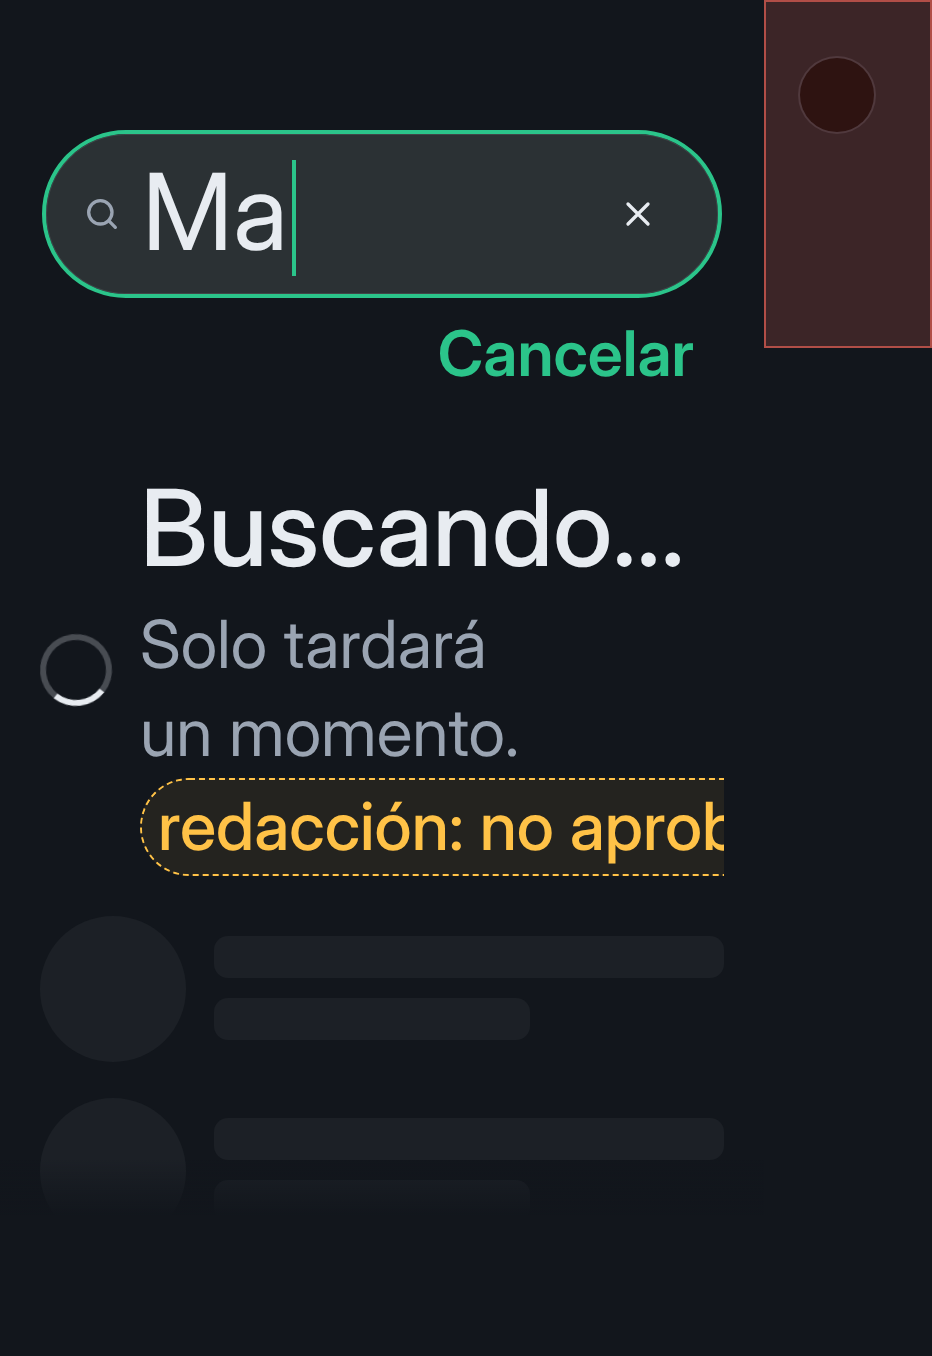 Ma
Cancelar
Buscando...
Solo tardará
un momento.
redacción: no